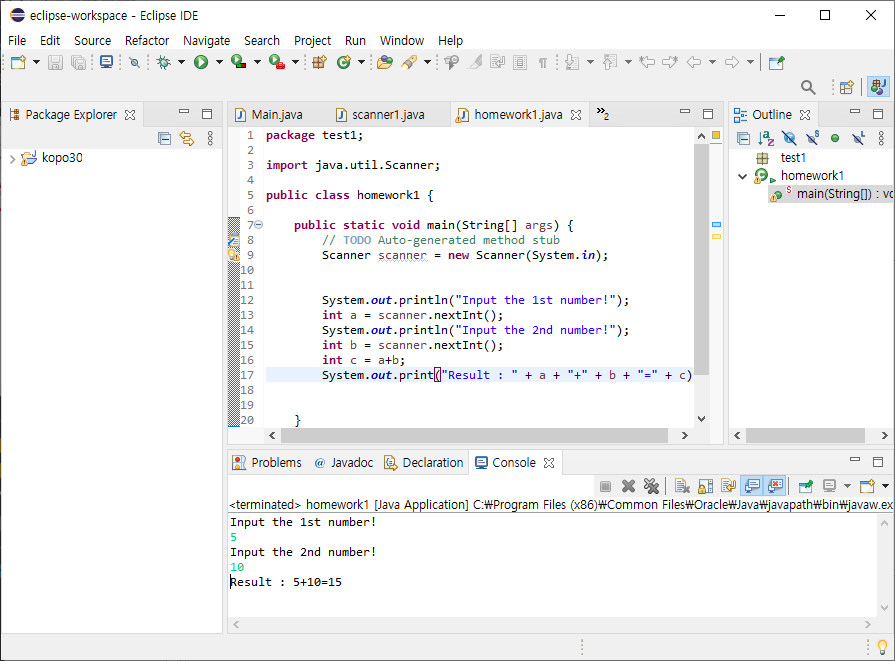 eclipse-workspace - Eclipse IDE
File Edit Source Refactor Navigate Search Project Run Window Help
Package Explorer
kopo30
Main.java scanner1.java homework1.java »2
1 package test1;
2
3 import java.util.Scanner;
4
5 public class homework1 {
6
7 public static void main(String[] args) {
8 // TODO Auto-generated method stub
9 Scanner scanner = new Scanner(System.in);
10
11
12 System.out.println("Input the 1st number!");
13 int a = scanner.nextInt();
14 System.out.println("Input the 2nd number!");
15 int b = scanner.nextInt();
16 int c = a+b;
17 System.out.print("Result : " + a + "+" + b + "=" + c)
18
19
20 }
Outline
test1
homework1
S main(String[]) : vo
Problems @ Javadoc Declaration Console
<terminated> homework1 [Java Application] C:₩Program Files (x86)₩Common Files₩Oracle₩Java₩javapath₩bin₩javaw.ex
Input the 1st number!
5
Input the 2nd number!
10
Result : 5+10=15